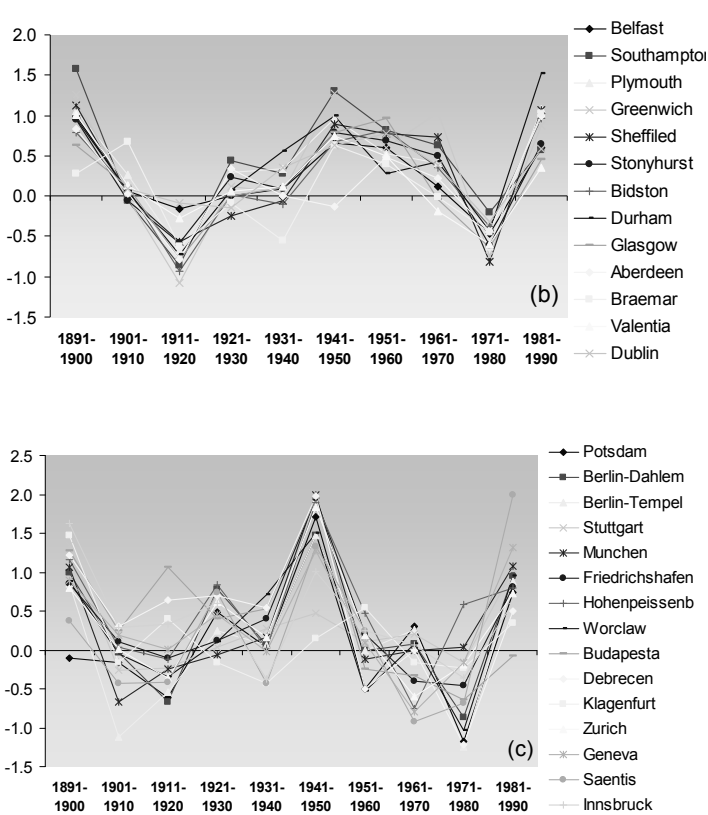 2.0
1.5
1.0
0.5
0.0
-0.5
-1.0
-1.5
1891-1900 1901-1910 1911-1920 1921-1930 1931-1940 1941-1950 1951-1960 1961-1970 1971-1980 1981-1990
(b)
Belfast
Southampton
Plymouth
Greenwich
Sheffiled
Stonyhurst
Bidston
Durham
Glasgow
Aberdeen
Braemar
Valentia
Dublin
2.5
2.0
1.5
1.0
0.5
0.0
-0.5
-1.0
-1.5
1891-1900 1901-1910 1911-1920 1921-1930 1931-1940 1941-1950 1951-1960 1961-1970 1971-1980 1981-1990
(c)
Potsdam
Berlin-Dahlem
Berlin-Tempel
Stuttgart
Munchen
Friedrichshafen
Hohenpeissenb
Worclaw
Budapesta
Debrecen
Klagenfurt
Zurich
Geneva
Saentis
Innsbruck